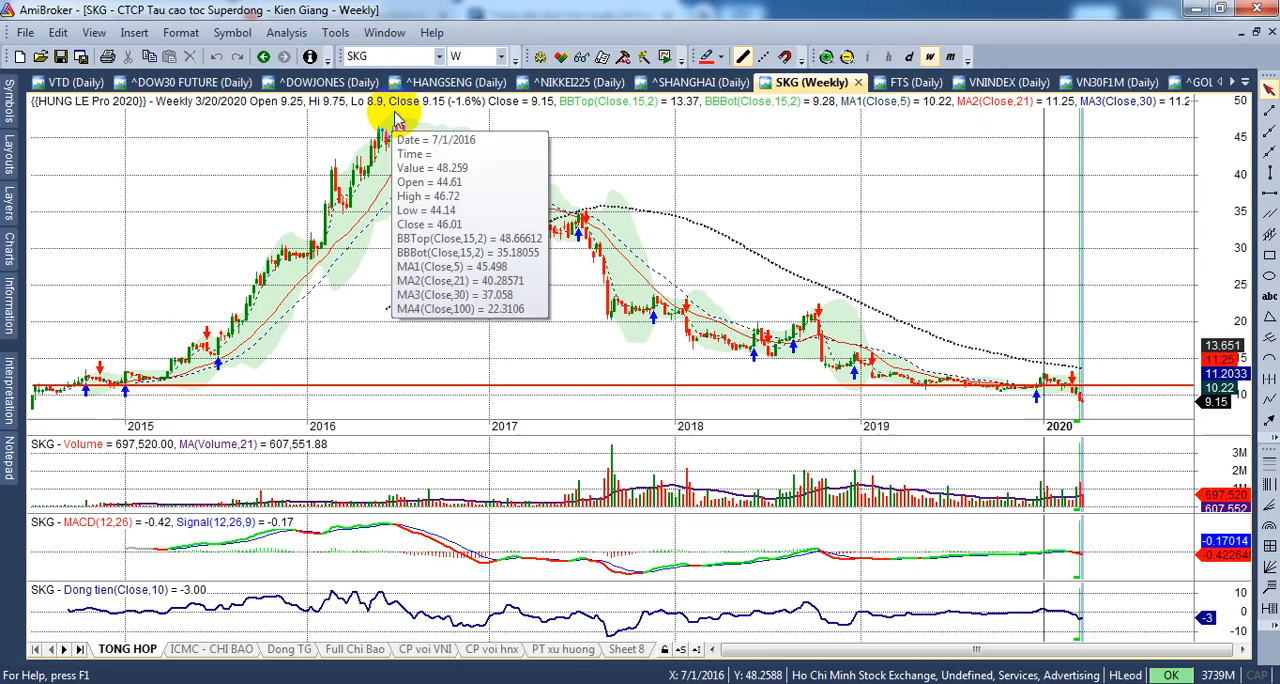 AmiBroker - [SKG - CTCP Tau cao toc Superdong - Kien Giang - Weekly]
File Edit View Insert Format Symbol Analysis Tools Window Help
SKG W i h d w m
VTD (Daily) ^DOW30 FUTURE (Daily) ^DOWJONES (Daily) ^HANGSENG (Daily) ^NIKKEI225 (Daily) ^SHANGHAI (Daily) SKG (Weekly) FTS (Daily) VNINDEX (Daily) VN30F1M (Daily) ^GOL
{{HUNG LE Pro 2020}} - Weekly 3/20/2020 Open 9.25, Hi 9.75, Lo 8.9, Close 9.15 (-1.6%) Close = 9.15, BBTop(Close,15,2) = 13.37, BBBot(Close,15,2) = 9.28, MA1(Close,5) = 10.22, MA2(Close,21) = 11.25, MA3(Close,30) = 11.2
Symbols
Layouts
Layers
Charts
Information
Interpretation
Notepad
abc
Date = 7/1/2016
Time =
Value = 48.259
Open = 44.61
High = 46.72
Low = 44.14
Close = 46.01
BBTop(Close,15,2) = 48.66612
BBBot(Close,15,2) = 35.18055
MA1(Close,5) = 45.498
MA2(Close,21) = 40.28571
MA3(Close,30) = 37.058
MA4(Close,100) = 22.3106
50
45
40
35
30
25
20
15
10
13.651
11.25
11.2033
10.22
9.15
2015 2016 2017 2018 2019 2020
SKG - Volume = 697,520.00, MA(Volume,21) = 607,551.88
3M
2M
697,520
607,552
SKG - MACD(12,26) = -0.42, Signal(12,26,9) = -0.17
-0.17014
-0.42264
SKG - Dong tien(Close,10) = -3.00
10
0
-3
-10
TONG HOP ICMC - CHI BAO Dong TG Full Chi Bao CP voi VNI CP voi hnx PT xu huong Sheet 8
For Help, press F1 X: 7/1/2016 Y: 48.2588 Ho Chi Minh Stock Exchange, Undefined, Services, Advertising HLeod OK 3739M CAP